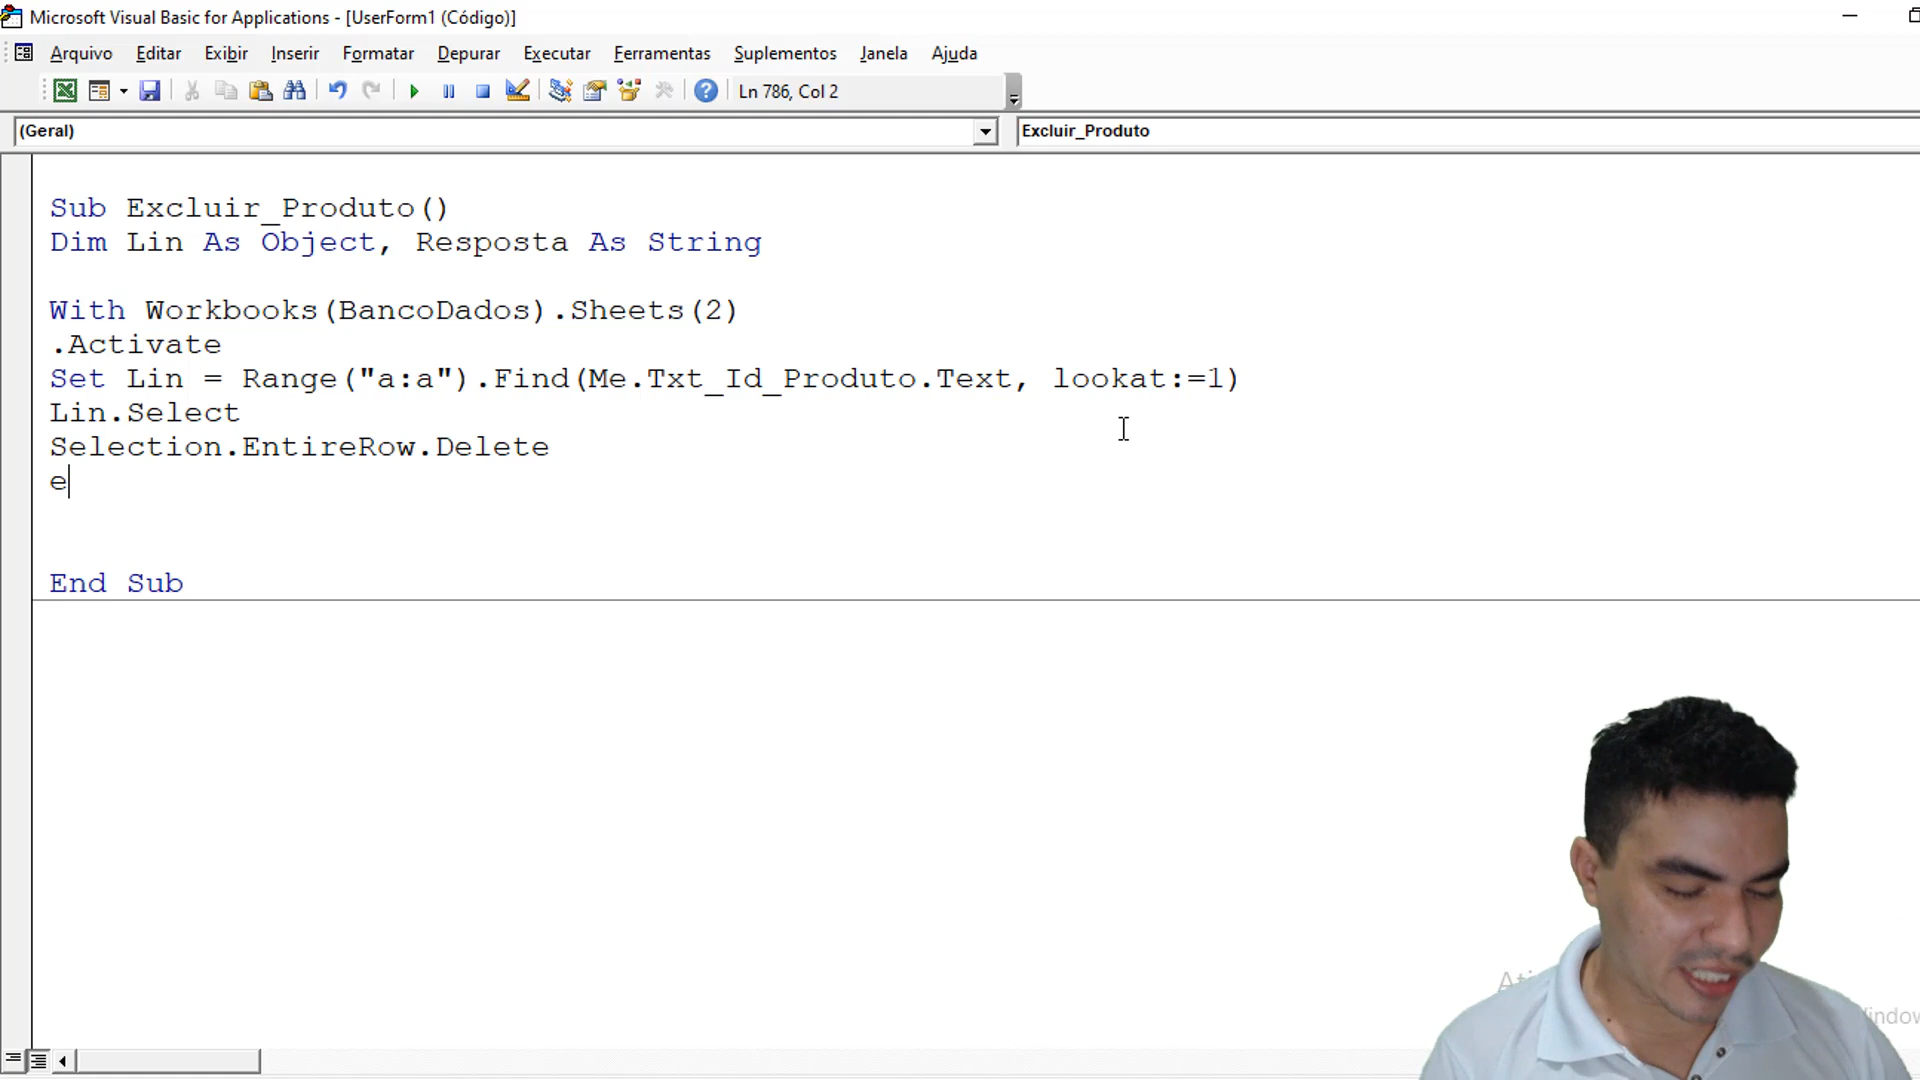 Microsoft Visual Basic for Applications - [UserForm1 (Código)]
Arquivo Editar Exibir Inserir Formatar Depurar Executar Ferramentas Suplementos Janela Ajuda
Ln 786, Col 2
(Geral) Excluir_Produto
Sub Excluir_Produto()
Dim Lin As Object, Resposta As String
With Workbooks(BancoDados).Sheets(2)
.Activate
Set Lin = Range("a:a").Find(Me.Txt_Id_Produto.Text, lookat:=1)
Lin.Select
Selection.EntireRow.Delete
e
End Sub